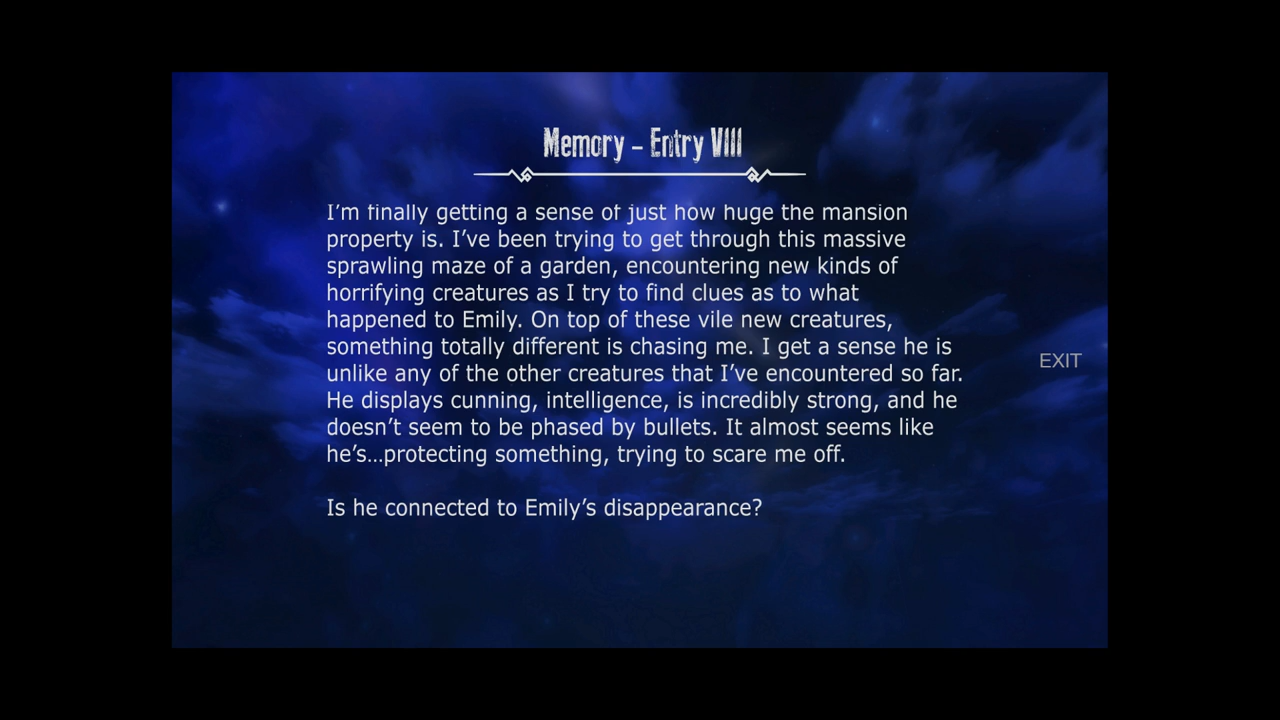 Memory – Entry VIII
I’m finally getting a sense of just how huge the mansion
property is. I’ve been trying to get through this massive
sprawling maze of a garden, encountering new kinds of
horrifying creatures as I try to find clues as to what
happened to Emily. On top of these vile new creatures,
something totally different is chasing me. I get a sense he is
unlike any of the other creatures that I’ve encountered so far.
He displays cunning, intelligence, is incredibly strong, and he
doesn’t seem to be phased by bullets. It almost seems like
he’s…protecting something, trying to scare me off.
Is he connected to Emily’s disappearance?
EXIT